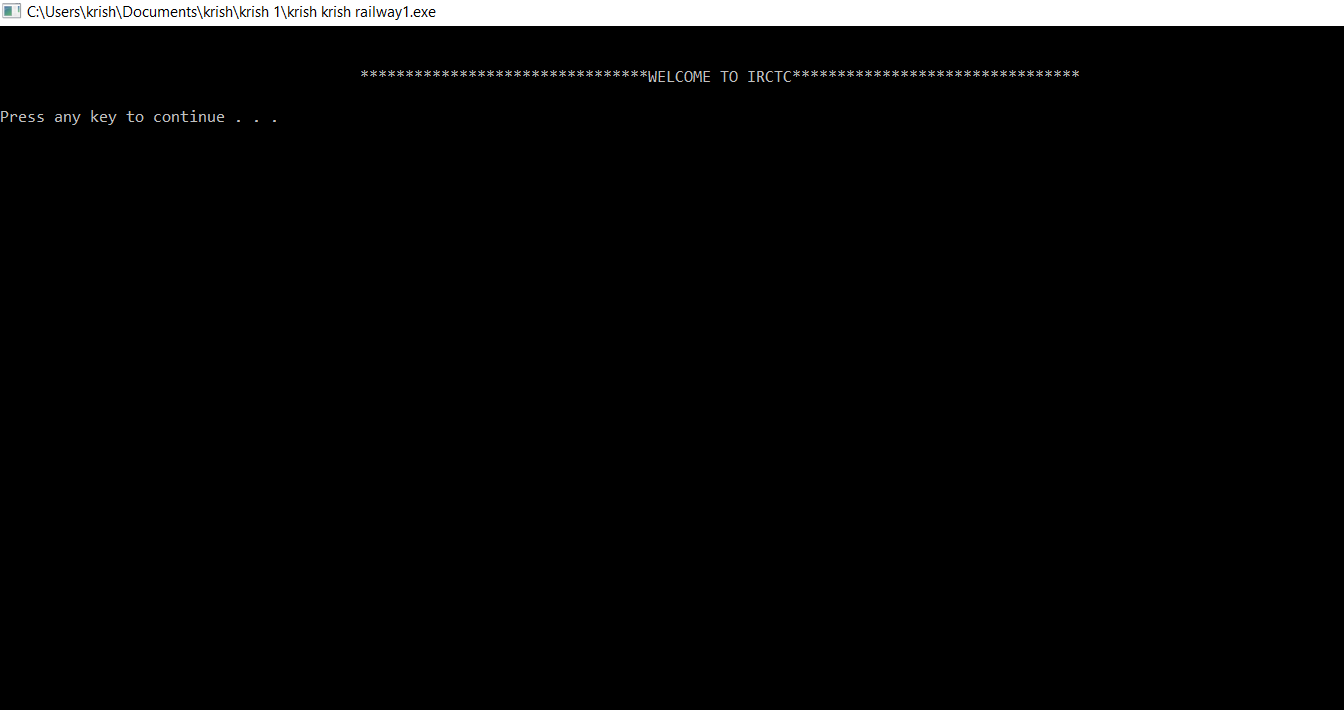 C:\Users\krish\Documents\krish\krish 1\krish krish railway1.exe
********************************WELCOME TO IRCTC********************************
Press any key to continue . . .